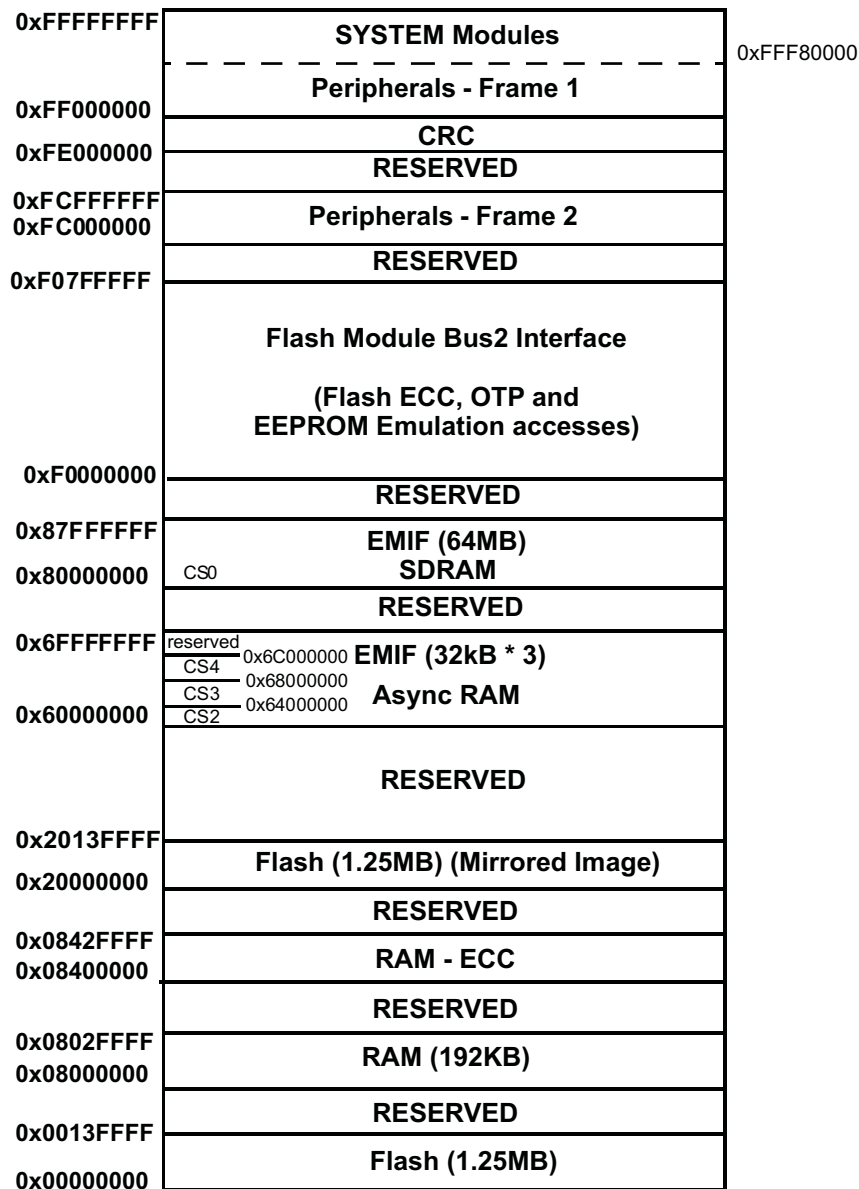 0xFFFFFFFF
SYSTEM Modules
0xFFF80000
Peripherals - Frame 1
0xFF000000
CRC
0xFE000000
RESERVED
0xFCFFFFFF
Peripherals - Frame 2
0xFC000000
RESERVED
0xF07FFFFF
Flash Module Bus2 Interface
(Flash ECC, OTP and
EEPROM Emulation accesses)
0xF0000000
RESERVED
0x87FFFFFF
EMIF (64MB)
0x80000000 CS0 SDRAM
RESERVED
0x6FFFFFFF reserved
0x6C000000 EMIF (32kB * 3)
CS4
0x68000000
CS3 Async RAM
0x64000000
0x60000000 CS2
RESERVED
0x2013FFFF
Flash (1.25MB) (Mirrored Image)
0x20000000
RESERVED
0x0842FFFF
RAM - ECC
0x08400000
RESERVED
0x0802FFFF
RAM (192KB)
0x08000000
RESERVED
0x0013FFFF
Flash (1.25MB)
0x00000000